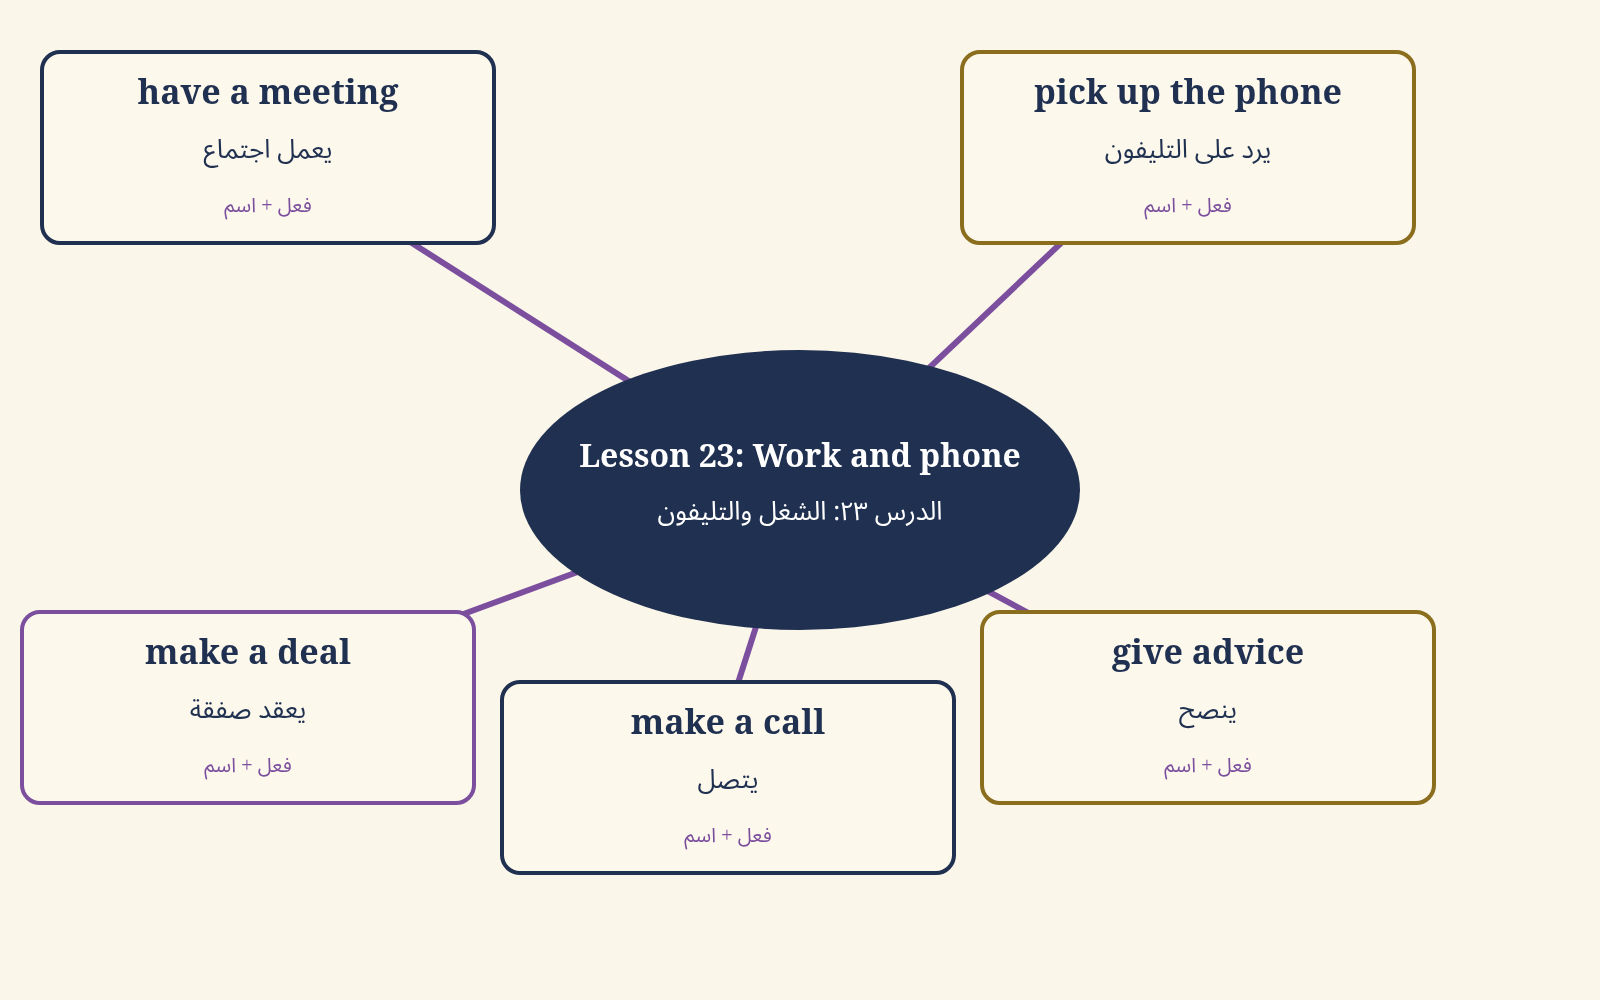 have a meeting
يعمل اجتماع
فعل + اسم
pick up the phone
يرد على التليفون
فعل + اسم
Lesson 23: Work and phone
الدرس ٢٣: الشغل والتليفون
make a deal
يعقد صفقة
فعل + اسم
make a call
يتصل
فعل + اسم
give advice
ينصح
فعل + اسم